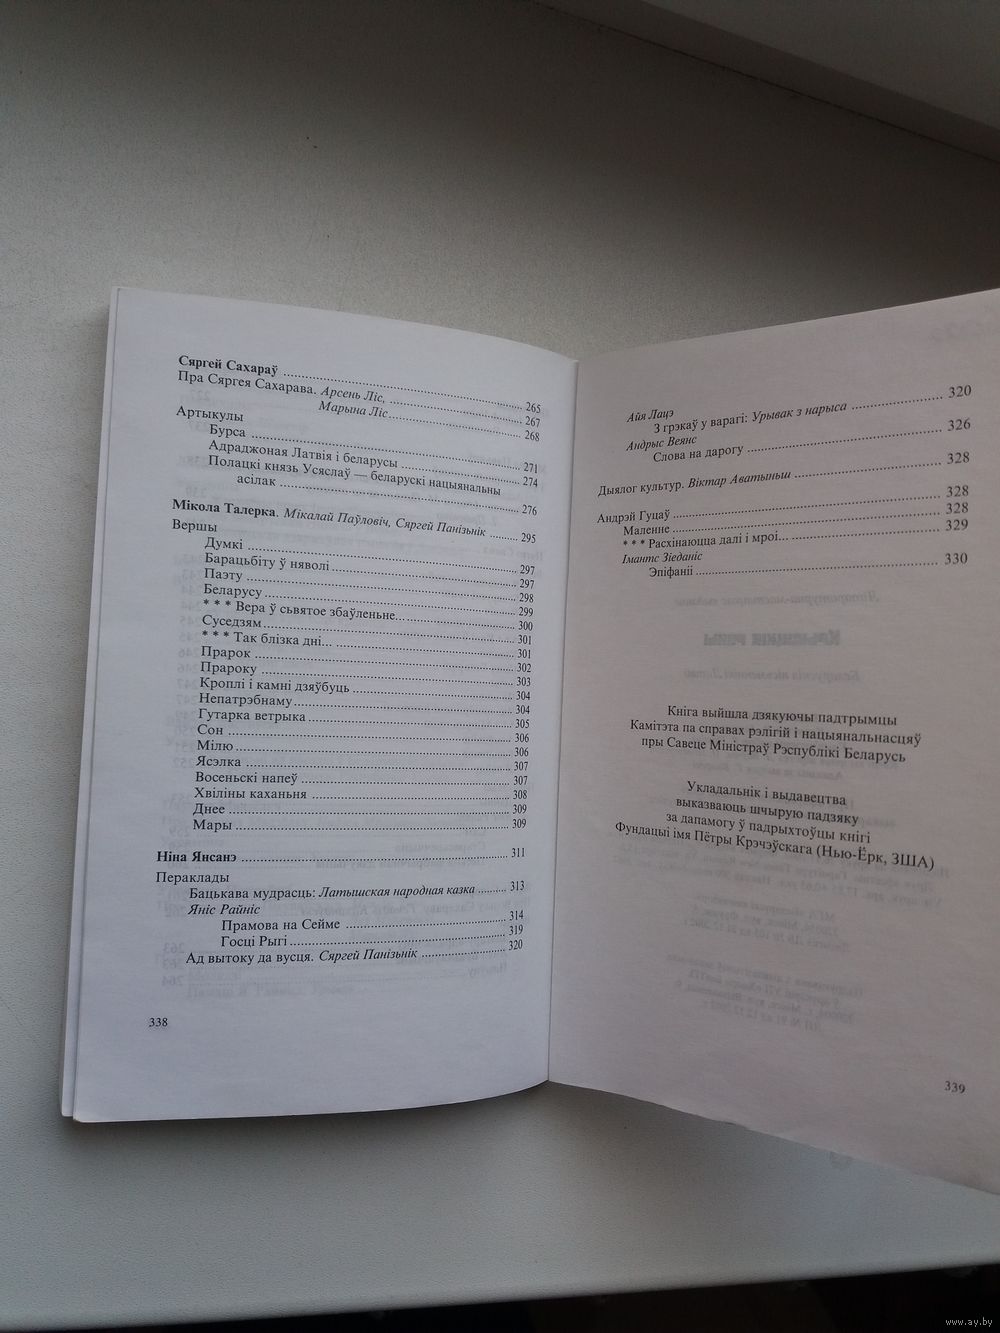 Сяргей Сахараў ........ 265
Пра Сяргея Сахарава. Арсень Ліс, ........ 267
Марына Ліс ........ 268
Артыкулы
Бурса ........ 271
Адраджоная Латвія і беларусы ........ 274
Полацкі князь Усяслаў — беларускі нацыянальны
асілак ........ 276
Мікола Талерка. Мікалай Паўловіч, Сяргей Панізьнік ........ 295
Вершы
Думкі ........ 297
Барацьбіту ў няволі ........ 297
Паэту ........ 298
Беларусу ........ 299
* * * Вера ў сьвятое збаўленьне... ........ 300
Суседзям ........ 301
* * * Так блізка дні... ........ 301
Прарок ........ 302
Прароку ........ 303
Кроплі і камні дзяўбуць ........ 304
Непатрэбнаму ........ 304
Гутарка ветрыка ........ 305
Сон ........ 306
Мілю ........ 306
Ясэлка ........ 307
Восеньскі напеў ........ 307
Хвіліны каханьня ........ 308
Днее ........ 309
Мары ........ 309
Ніна Янсанэ ........ 311
Пераклады
Бацькава мудрасць: Латышская народная казка ........ 313
Яніс Райніс
Прамова на Сейме ........ 314
Госці Рыгі ........ 319
Ад вытоку да вусця. Сяргей Панізьнік ........ 320
338
Айя Лацэ
З грэкаў у варагі: Урывак з нарыса ........ 320
Андрыс Веянс
Слова на дарогу ........ 326
Дыялог культур. Віктар Аватыньш ........ 328
Андрэй Гуцаў ........ 328
Маленне ........ 328
* * * Расхінаюцца далі і мроі... ........ 329
Імантс Зіеданіс
Эпіфаніі ........ 330
Кніга выйшла дзякуючы падтрымцы
Камітэта па справах рэлігій і нацыянальнасцяў
пры Савеце Міністраў Рэспублікі Беларусь
Укладальнік і выдавецтва
выказваюць шчырую падзяку
за дапамогу ў падрыхтоўцы кнігі
Фундацыі імя Пётры Крэчэўскага (Нью-Ёрк, ЗША)
339
www.ay.by